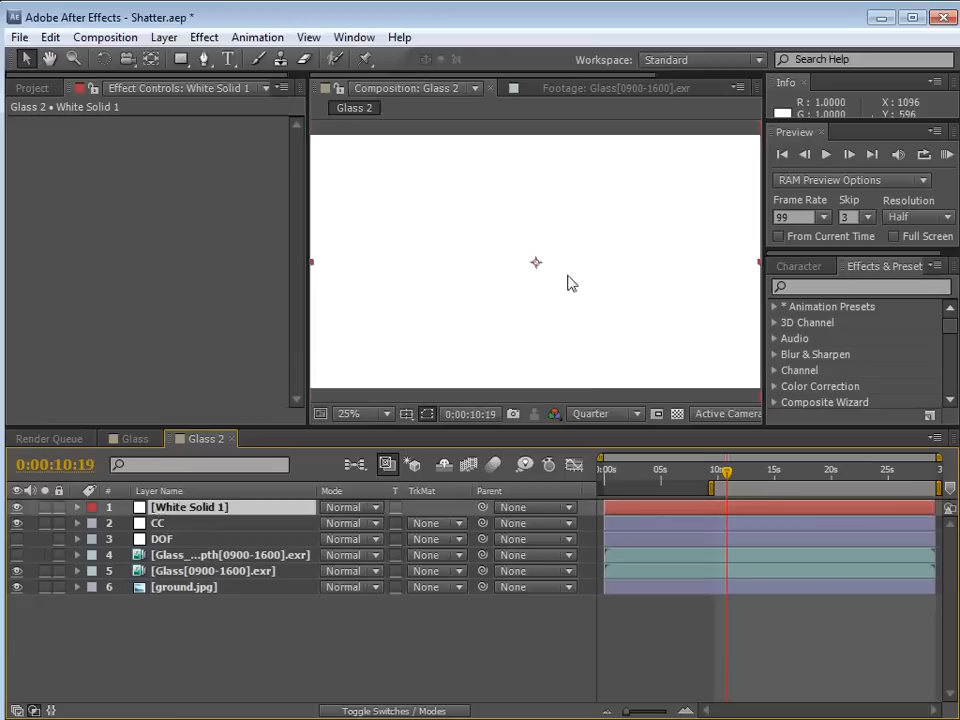 Adobe After Effects - Shatter.aep *
File Edit Composition Layer Effect Animation View Window Help
Workspace: Standard Search Help
Project Effect Controls: White Solid 1 Composition: Glass 2 Footage: Glass[0900-1600].exr Info
Glass 2 • White Solid 1 Glass 2
R : 1.0000 X : 1096
G : 1.0000 Y : 596
Preview
RAM Preview Options
Frame Rate Skip Resolution
99 3 Half
From Current Time Full Screen
Character Effects & Preset
* Animation Presets
3D Channel
Audio
Blur & Sharpen
Channel
Color Correction
Composite Wizard
25% 0:00:10:19 Quarter Active Camera
Render Queue Glass Glass 2
0:00:10:19
:00s 05s 10s 15s 20s 25s 3
# Layer Name Mode T TrkMat Parent
1 [White Solid 1] Normal None
2 CC Normal None None
3 DOF Normal None None
4 [Glass_...pth[0900-1600].exr] Normal None None
5 [Glass[0900-1600].exr] Normal None None
6 [ground.jpg] Normal None None
Toggle Switches / Modes